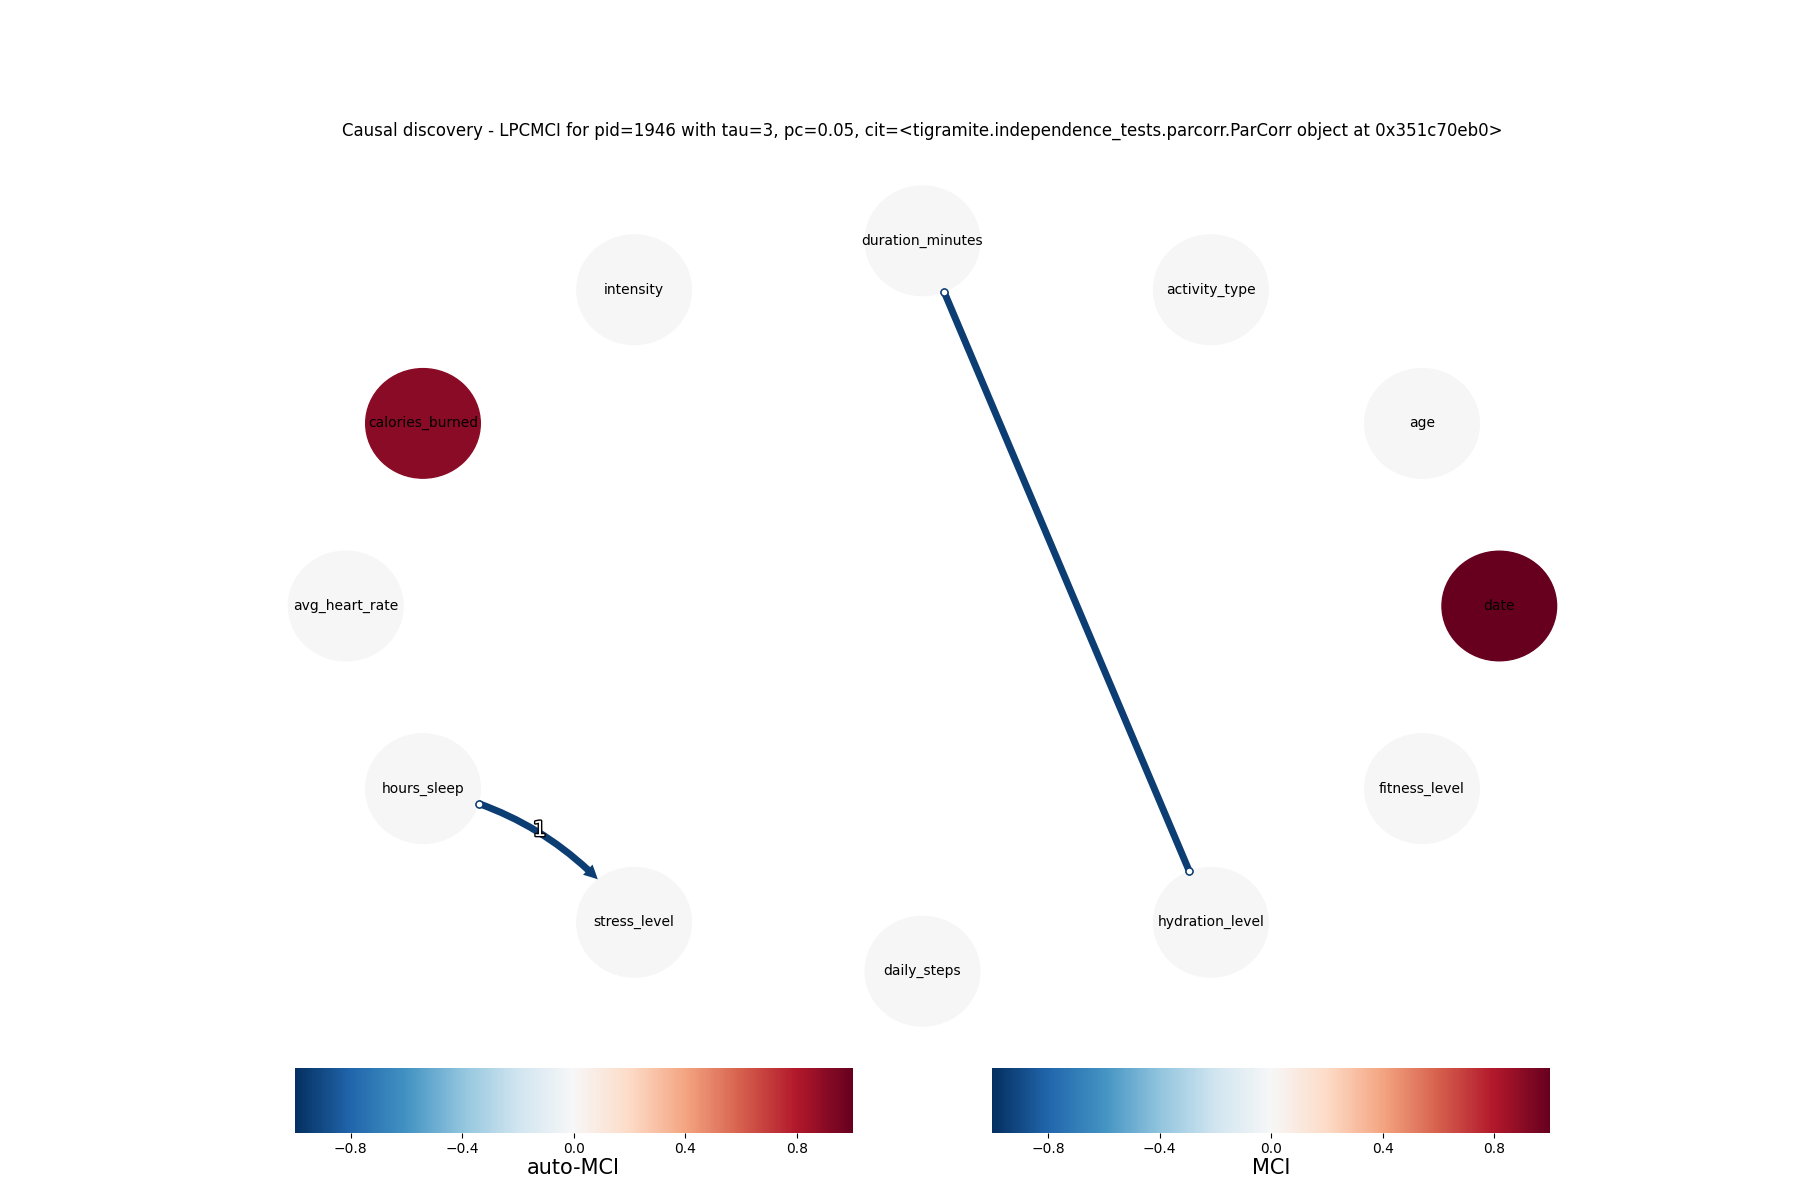 Causal discovery - LPCMCI for pid=1946 with tau=3, pc=0.05, cit=<tigramite.independence_tests.parcorr.ParCorr object at 0x351c70eb0>
duration_minutes
intensity
activity_type
calories_burned
age
avg_heart_rate
date
hours_sleep
fitness_level
1
stress_level
hydration_level
daily_steps
−0.8 −0.4 0.0 0.4 0.8
auto-MCI
−0.8 −0.4 0.0 0.4 0.8
MCI